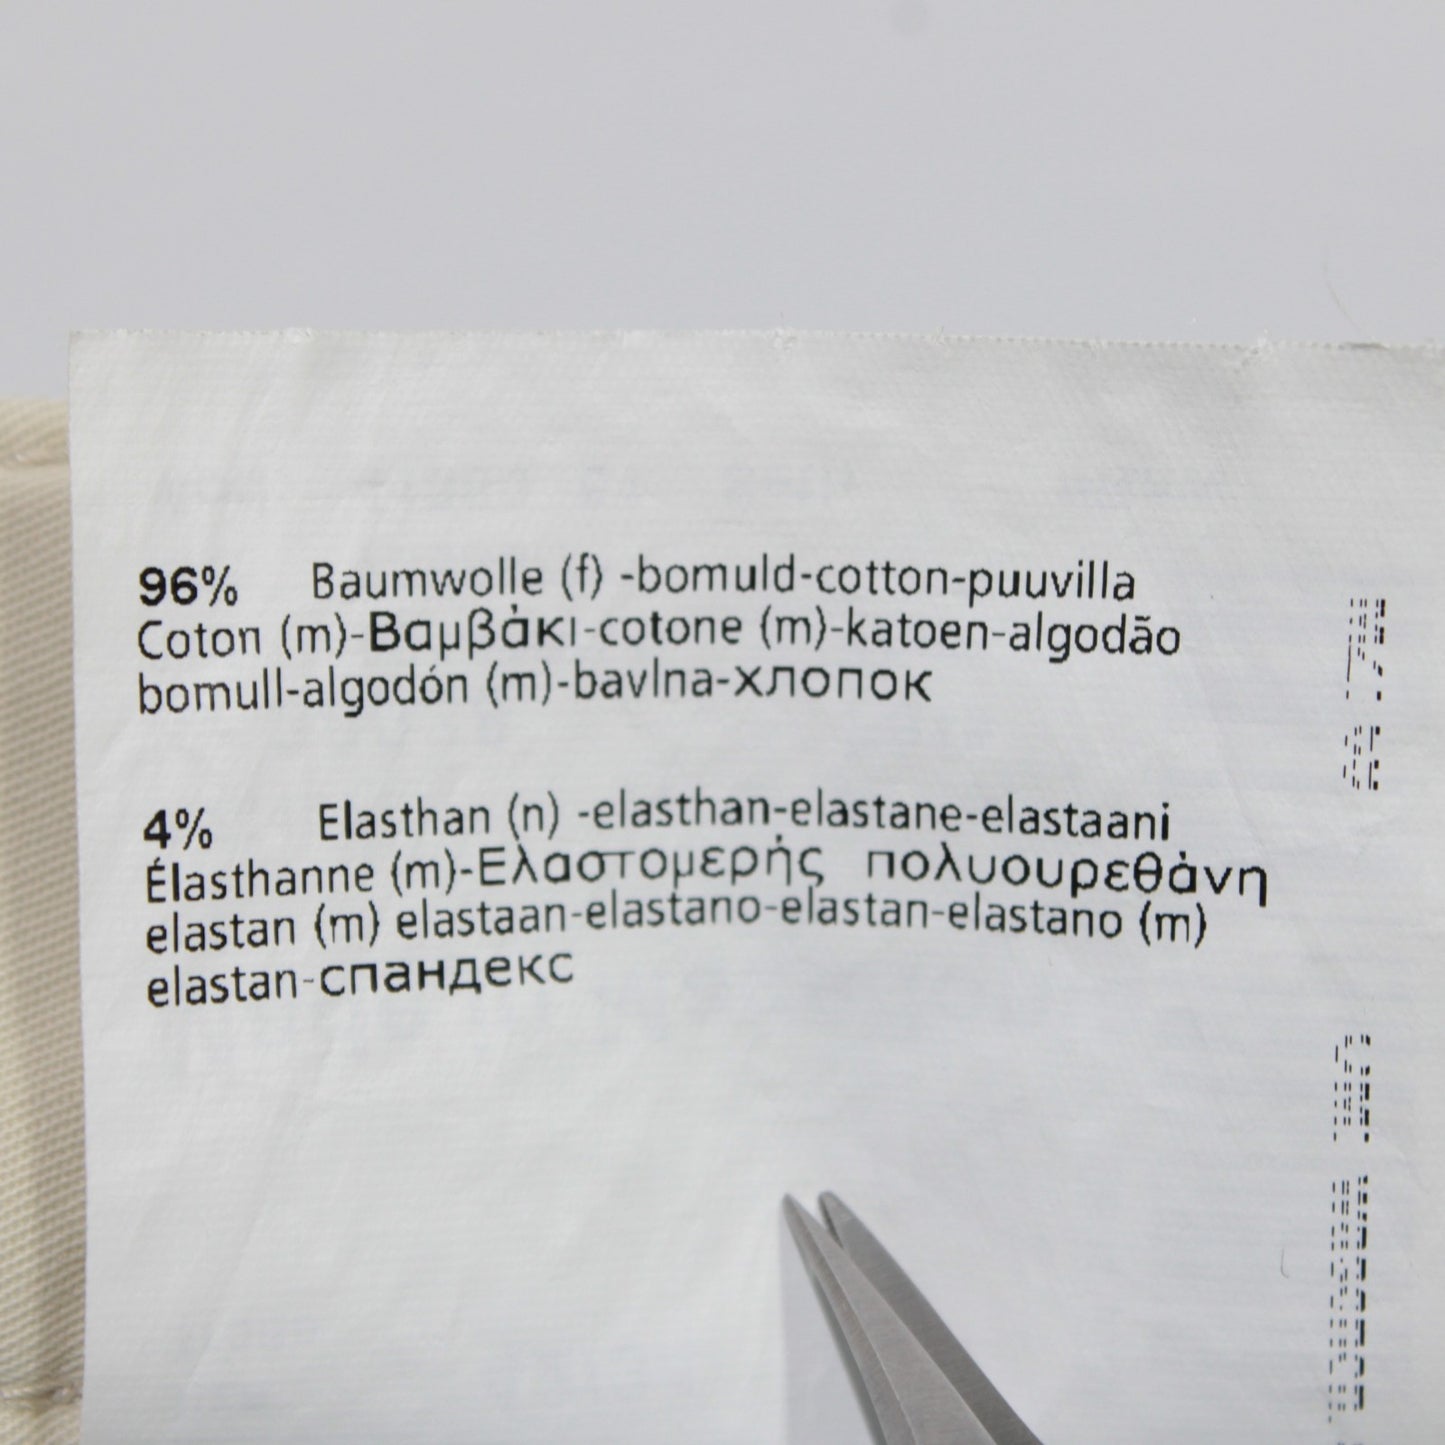 96% Baumwolle (f) -bomuld-cotton-puuvilla
Coton (m)-Βαμβάκι-cotone (m)-katoen-algodão
bomull-algodón (m)-bavlna-хлопок
4% Elasthan (n) -elasthan-elastane-elastaani
Élasthanne (m)-Ελαστομερής πολυουρεθάνη
elastan (m) elastaan-elastano-elastan-elastano (m)
elastan-спандекс